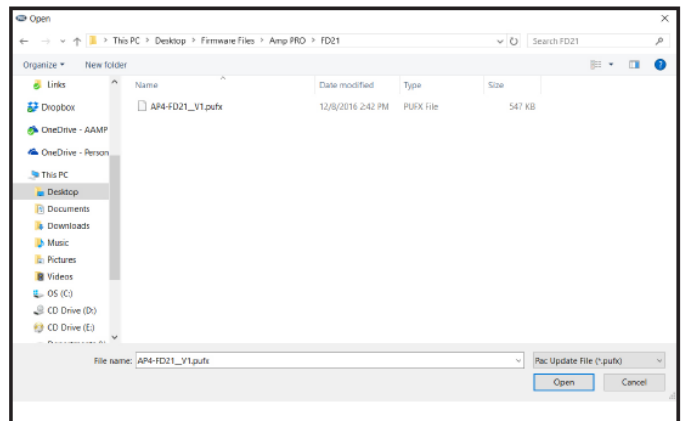 Open
This PC > Desktop > Firmware Files > Amp PRO > FD21
Search FD21
Organize
New folder
Name
Date modified
Type
Size
Links
AP4-FD21__V1.pufx
12/8/2016 2:42 PM
PUFX File
547 KB
Dropbox
OneDrive - AAMP
OneDrive - Person
This PC
Desktop
Documents
Downloads
Music
Pictures
Videos
OS (C:)
CD Drive (D:)
CD Drive (E:)
File name:
AP4-FD21__V1.pufx
Pac Update File (*.pufx)
Open
Cancel